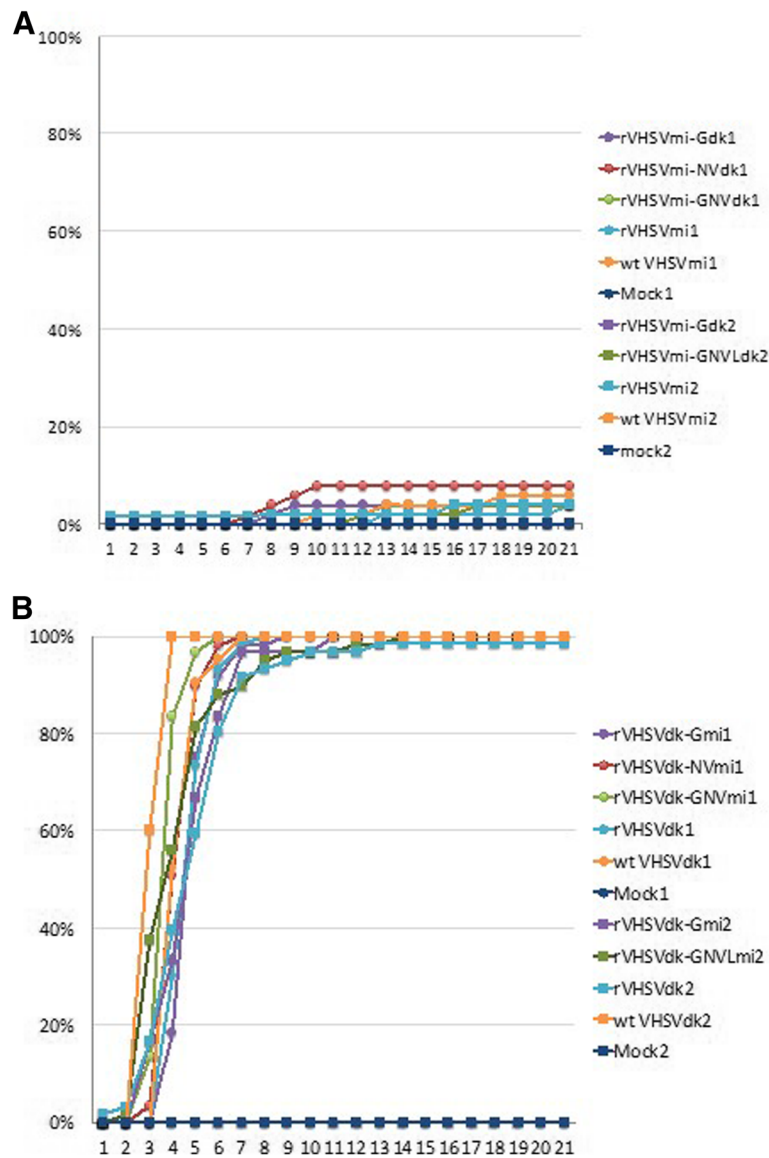 A
100%
80%
60%
40%
20%
0%
1 2 3 4 5 6 7 8 9 10 11 12 13 14 15 16 17 18 19 20 21
rVHSVmi-Gdk1
rVHSVmi-NVdk1
rVHSVmi-GNVdk1
rVHSVmi1
wt VHSVmi1
Mock1
rVHSVmi-Gdk2
rVHSVmi-GNVLdk2
rVHSVmi2
wt VHSVmi2
mock2
B
100%
80%
60%
40%
20%
0%
1 2 3 4 5 6 7 8 9 10 11 12 13 14 15 16 17 18 19 20 21
rVHSVdk-Gmi1
rVHSVdk-NVmi1
rVHSVdk-GNVmi1
rVHSVdk1
wt VHSVdk1
Mock1
rVHSVdk-Gmi2
rVHSVdk-GNVLmi2
rVHSVdk2
wt VHSVdk2
Mock2